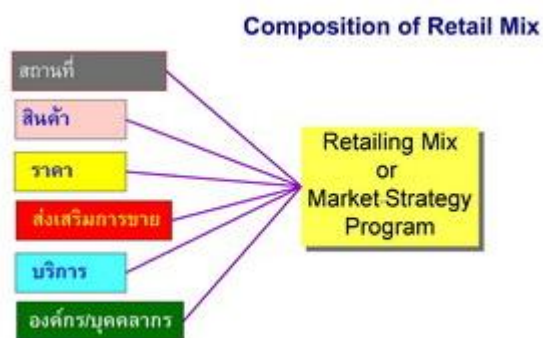 Composition of Retail Mix
สถานที่
สินค้า
ราคา
ส่งเสริมการขาย
บริการ
องค์กร/บุคคลากร
Retailing Mix
or
Market Strategy
Program